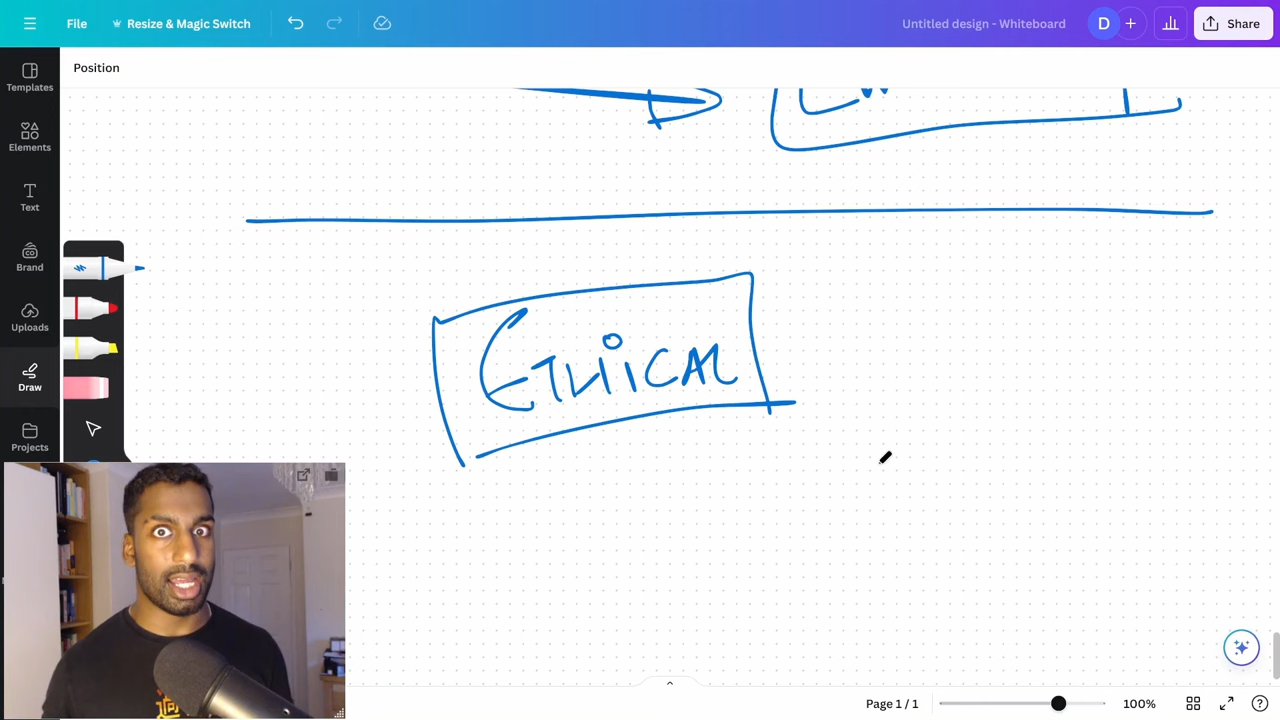 File
Resize & Magic Switch
Untitled design - Whiteboard
D
Share
Position
Templates
Elements
Text
Brand
Uploads
Draw
Projects
ETHiCAL
Page 1 / 1
100%